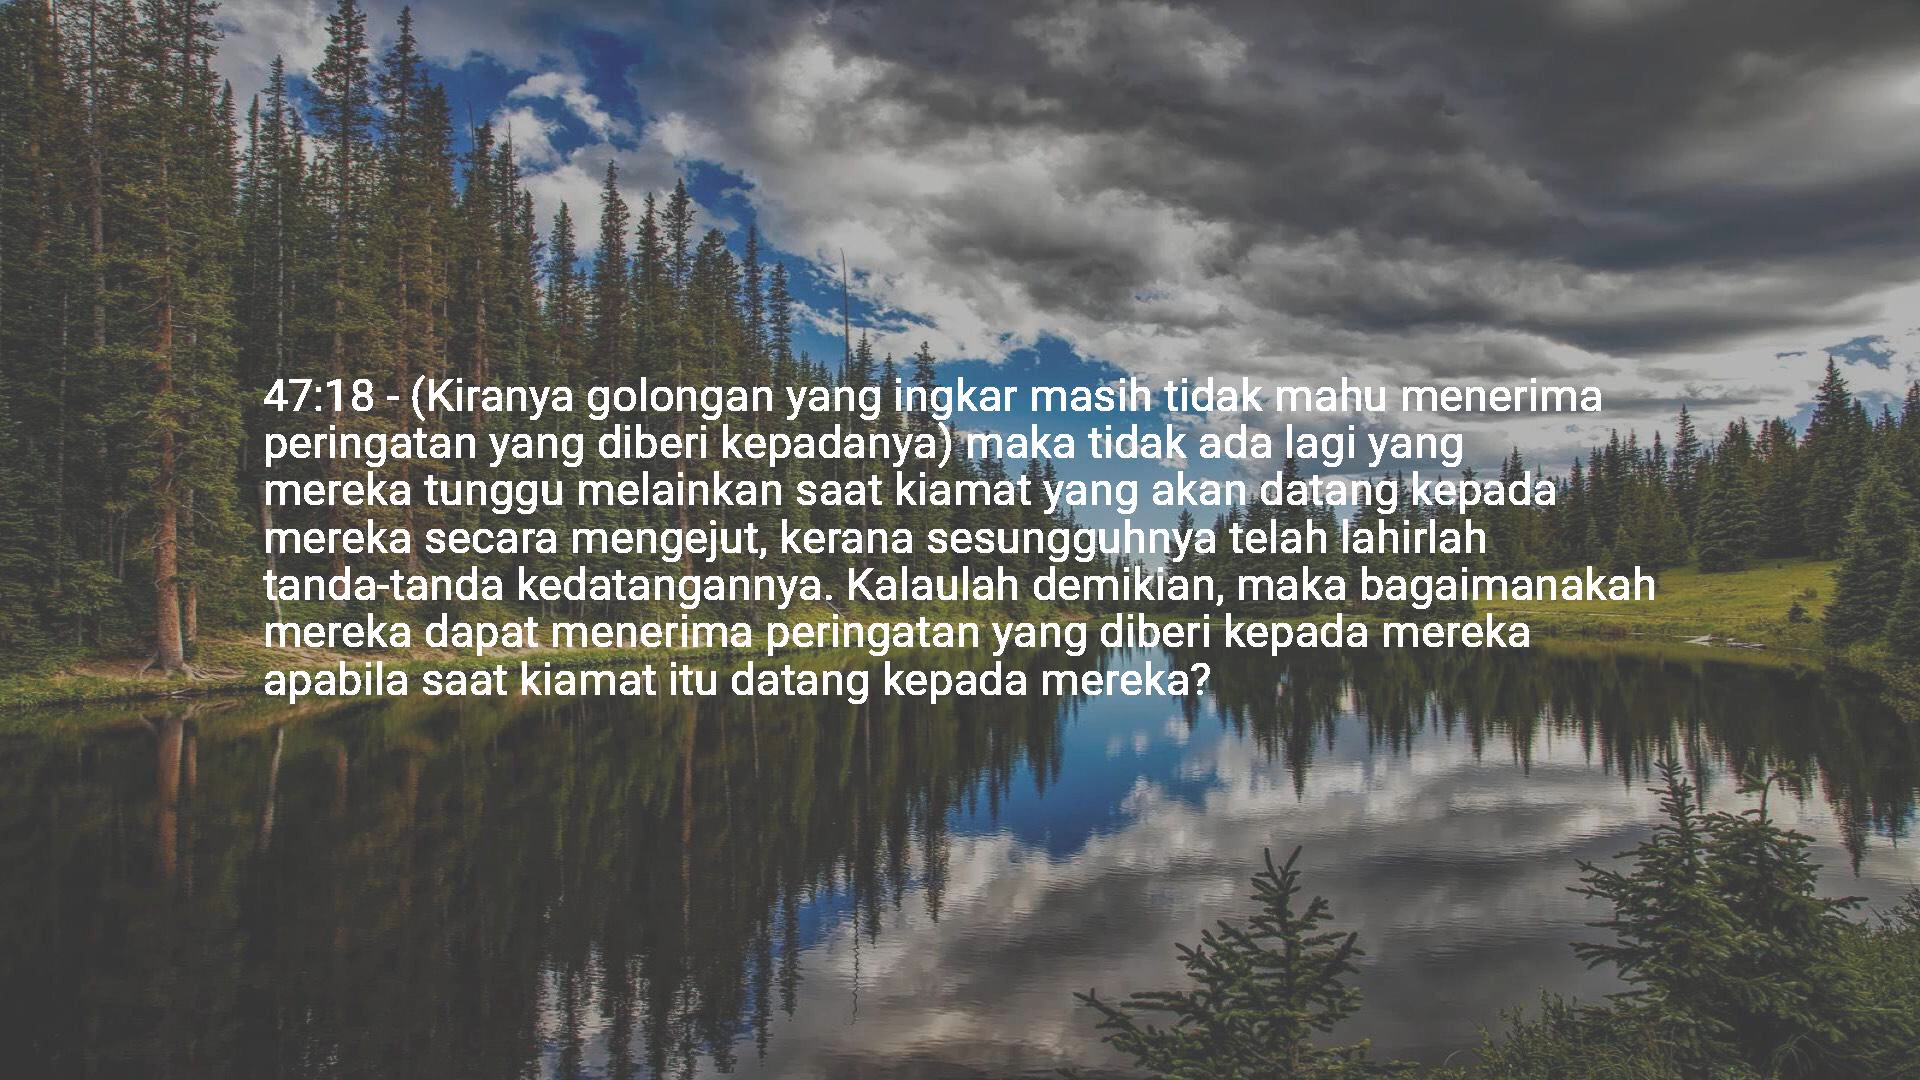 47:18 - (Kiranya golongan yang ingkar masih tidak mahu menerima
peringatan yang diberi kepadanya) maka tidak ada lagi yang
mereka tunggu melainkan saat kiamat yang akan datang kepada
mereka secara mengejut, kerana sesungguhnya telah lahirlah
tanda-tanda kedatangannya. Kalaulah demikian, maka bagaimanakah
mereka dapat menerima peringatan yang diberi kepada mereka
apabila saat kiamat itu datang kepada mereka?